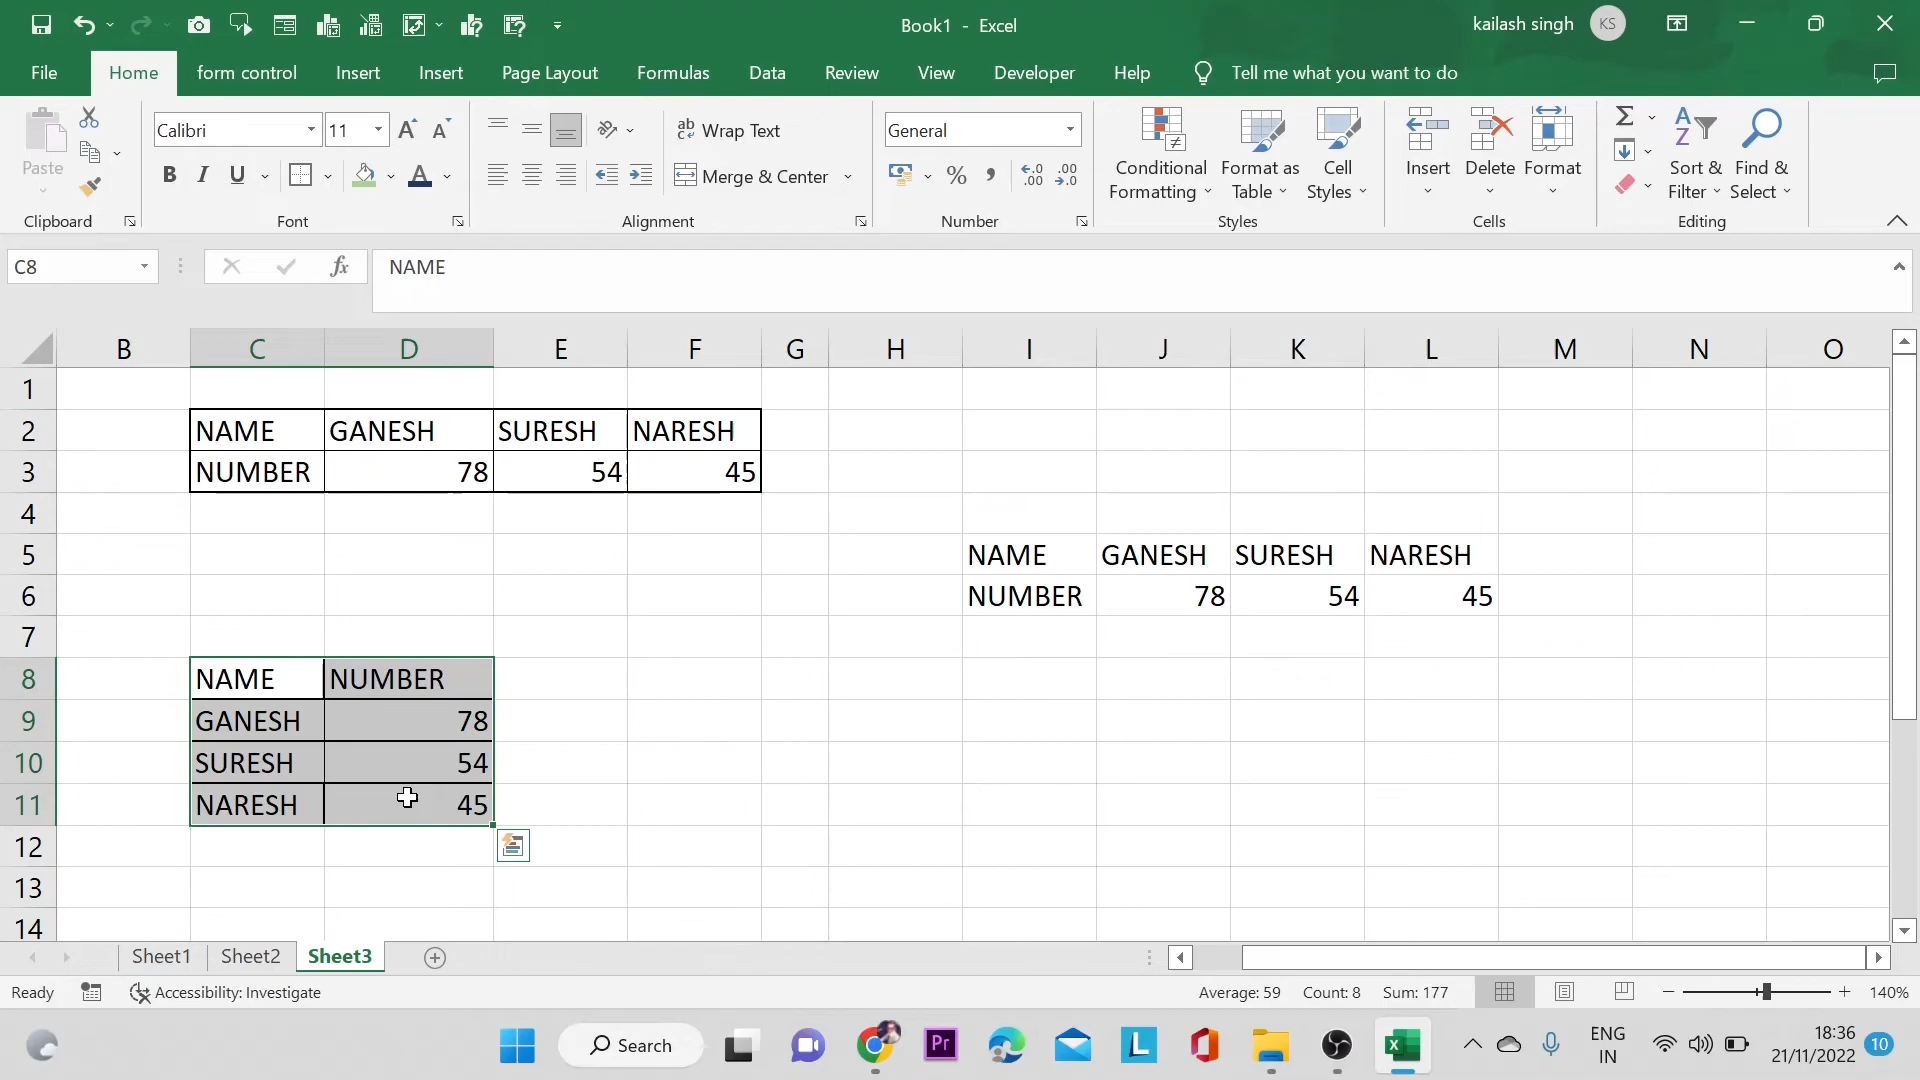 Book1 - Excel
kailash singh
KS
File Home form control Insert Insert Page Layout Formulas Data Review View Developer Help Tell me what you want to do
Paste
Clipboard
Calibri 11
B I U
Font
Wrap Text
Merge & Center
Alignment
General
Number
Conditional Formatting
Format as Table
Cell Styles
Styles
Insert Delete Format
Cells
Sort & Filter
Find & Select
Editing
C8 fx NAME
B C D E F G H I J K L M N O
1
2 NAME GANESH SURESH NARESH
3 NUMBER 78 54 45
4
5 NAME GANESH SURESH NARESH
6 NUMBER 78 54 45
7
8 NAME NUMBER
9 GANESH 78
10 SURESH 54
11 NARESH 45
12
13
14
Sheet1 Sheet2 Sheet3
Ready Accessibility: Investigate Average: 59 Count: 8 Sum: 177 140%
Search Pr L ENG 18:36
IN 21/11/2022 10